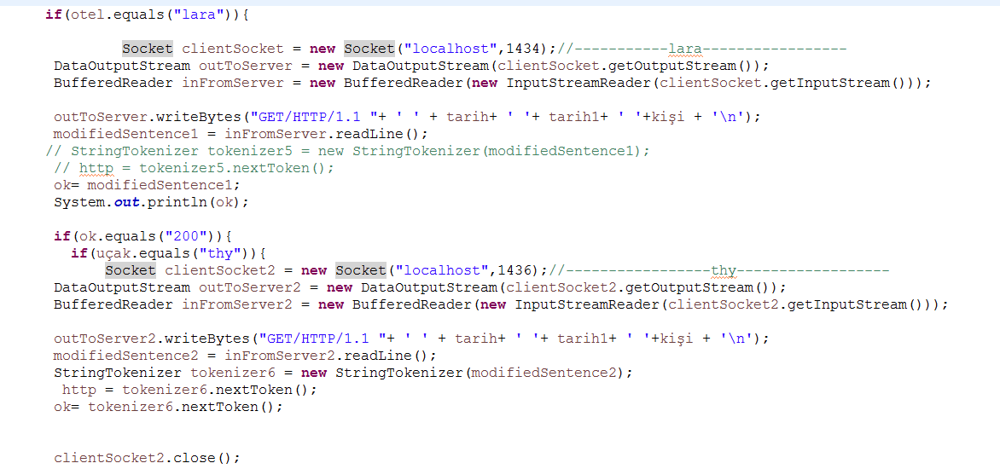 if(otel.equals("lara")){
Socket clientSocket = new Socket("localhost",1434);//-----------lara-----------------
DataOutputStream outToServer = new DataOutputStream(clientSocket.getOutputStream());
BufferedReader inFromServer = new BufferedReader(new InputStreamReader(clientSocket.getInputStream()));
outToServer.writeBytes("GET/HTTP/1.1 "+ ' ' + tarih+ ' '+ tarih1+ ' '+kişi + '\n');
modifiedSentence1 = inFromServer.readLine();
// StringTokenizer tokenizer5 = new StringTokenizer(modifiedSentence1);
// http = tokenizer5.nextToken();
ok= modifiedSentence1;
System.out.println(ok);
if(ok.equals("200")){
if(uçak.equals("thy")){
Socket clientSocket2 = new Socket("localhost",1436);//-----------------thy------------------
DataOutputStream outToServer2 = new DataOutputStream(clientSocket2.getOutputStream());
BufferedReader inFromServer2 = new BufferedReader(new InputStreamReader(clientSocket2.getInputStream()));
outToServer2.writeBytes("GET/HTTP/1.1 "+ ' ' + tarih+ ' '+ tarih1+ ' '+kişi + '\n');
modifiedSentence2 = inFromServer2.readLine();
StringTokenizer tokenizer6 = new StringTokenizer(modifiedSentence2);
http = tokenizer6.nextToken();
ok= tokenizer6.nextToken();
clientSocket2.close();